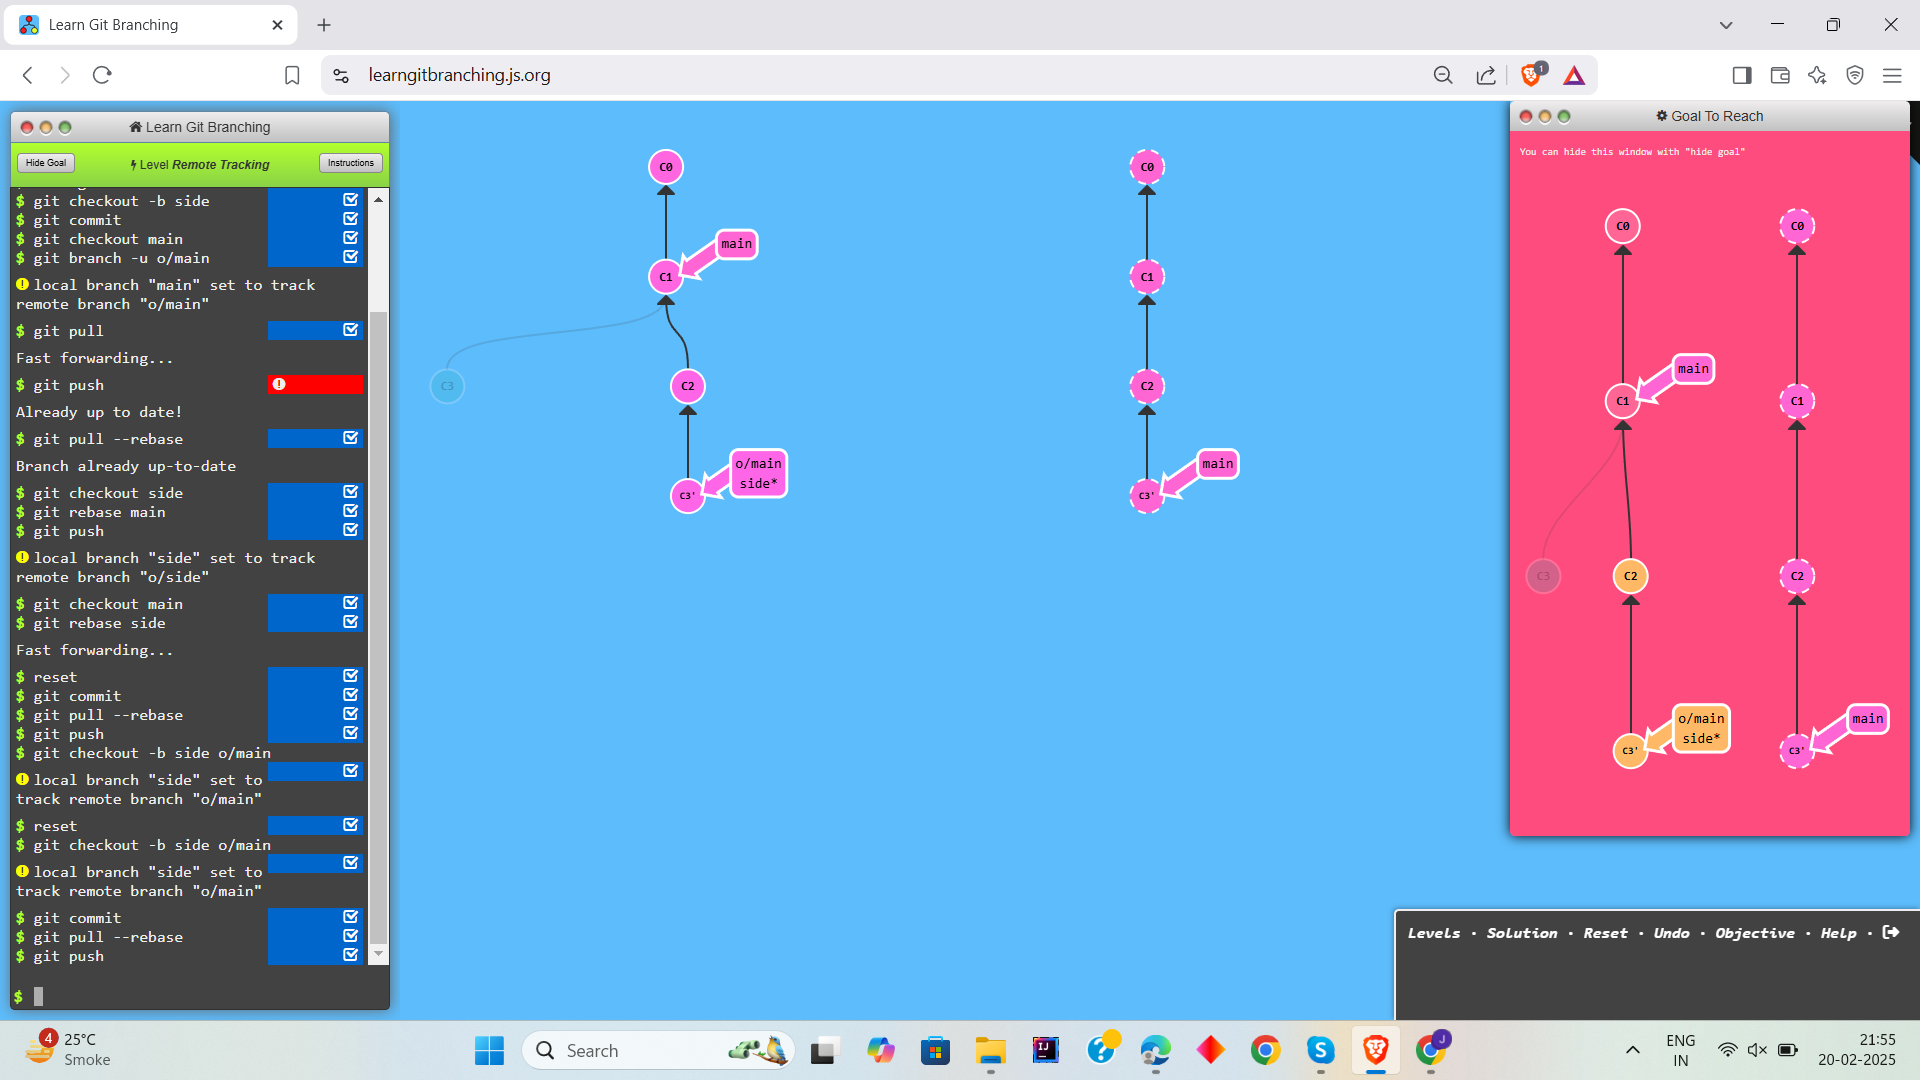 Learn Git Branching
learngitbranching.js.org
1
Learn Git Branching
Hide Goal
Level Remote Tracking
Instructions
$ git checkout -b side
$ git commit
$ git checkout main
$ git branch -u o/main
local branch "main" set to track
remote branch "o/main"
$ git pull
Fast forwarding...
$ git push
Already up to date!
$ git pull --rebase
Branch already up-to-date
$ git checkout side
$ git rebase main
$ git push
local branch "side" set to track
remote branch "o/side"
$ git checkout main
$ git rebase side
Fast forwarding...
$ reset
$ git commit
$ git pull --rebase
$ git push
$ git checkout -b side o/main
local branch "side" set to
track remote branch "o/main"
$ reset
$ git checkout -b side o/main
local branch "side" set to
track remote branch "o/main"
$ git commit
$ git pull --rebase
$ git push
$
C0
main
C1
C3
C2
o/main
side*
C3'
C0
C1
C2
main
C3'
Goal To Reach
You can hide this window with "hide goal"
C0
main
C1
C3
C2
o/main
side*
C3'
C0
C1
C2
main
C3'
Levels · Solution · Reset · Undo · Objective · Help ·
4
25°C
Smoke
Search
IJ
J
ENG
IN
21:55
20-02-2025